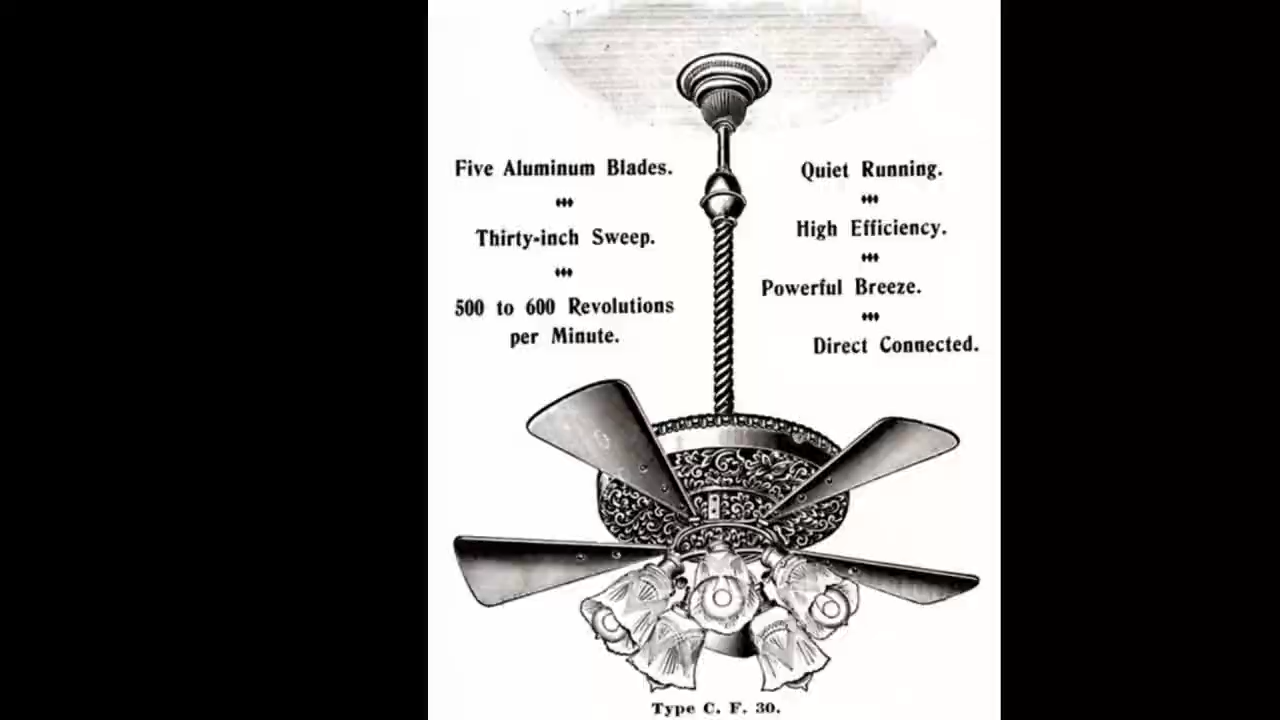 Five Aluminum Blades.
Thirty-inch Sweep.
500 to 600 Revolutions
per Minute.
Quiet Running.
High Efficiency.
Powerful Breeze.
Direct Connected.
Type C. F. 30.